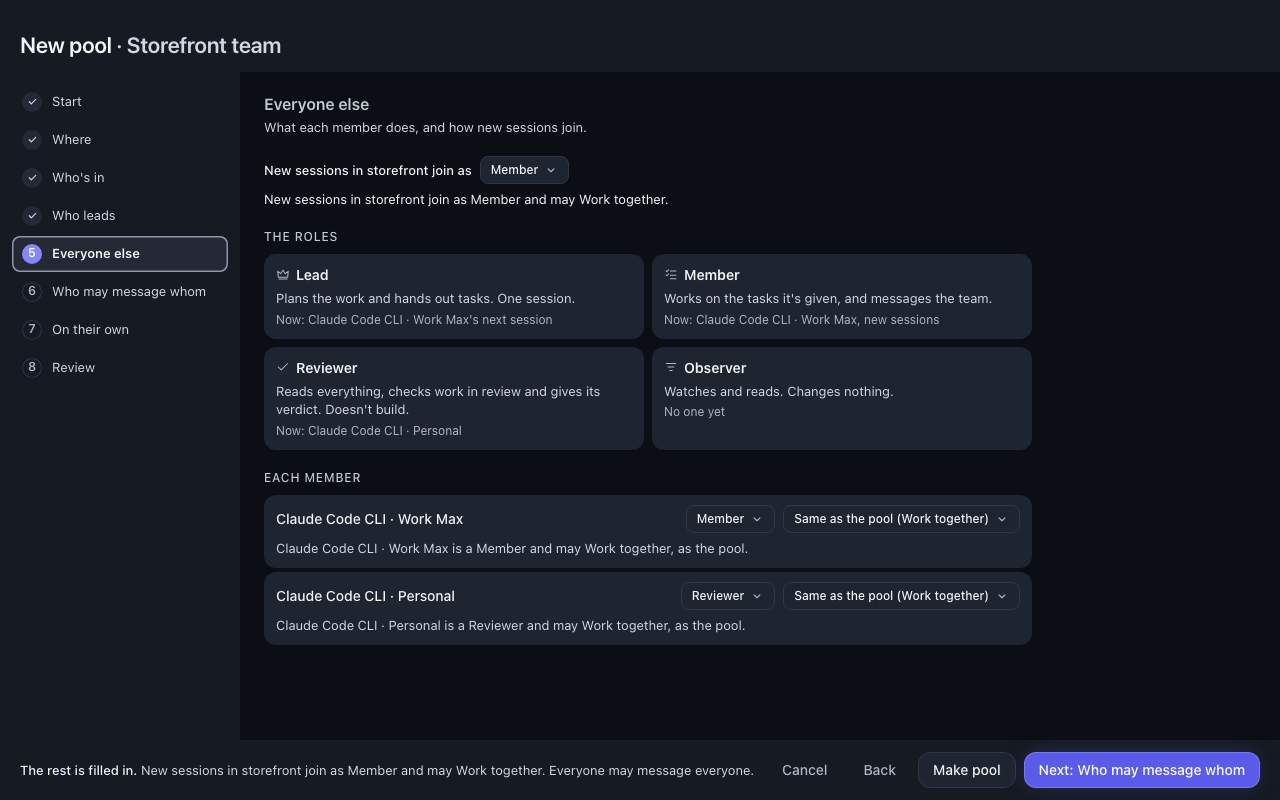 New pool · Storefront team
Start
Where
Who's in
Who leads
5 Everyone else
6 Who may message whom
7 On their own
8 Review
Everyone else
What each member does, and how new sessions join.
New sessions in storefront join as Member
New sessions in storefront join as Member and may Work together.
THE ROLES
Lead
Plans the work and hands out tasks. One session.
Now: Claude Code CLI · Work Max's next session
Member
Works on the tasks it's given, and messages the team.
Now: Claude Code CLI · Work Max, new sessions
Reviewer
Reads everything, checks work in review and gives its
verdict. Doesn't build.
Now: Claude Code CLI · Personal
Observer
Watches and reads. Changes nothing.
No one yet
EACH MEMBER
Claude Code CLI · Work Max Member Same as the pool (Work together)
Claude Code CLI · Work Max is a Member and may Work together, as the pool.
Claude Code CLI · Personal Reviewer Same as the pool (Work together)
Claude Code CLI · Personal is a Reviewer and may Work together, as the pool.
The rest is filled in. New sessions in storefront join as Member and may Work together. Everyone may message everyone. Cancel Back Make pool Next: Who may message whom